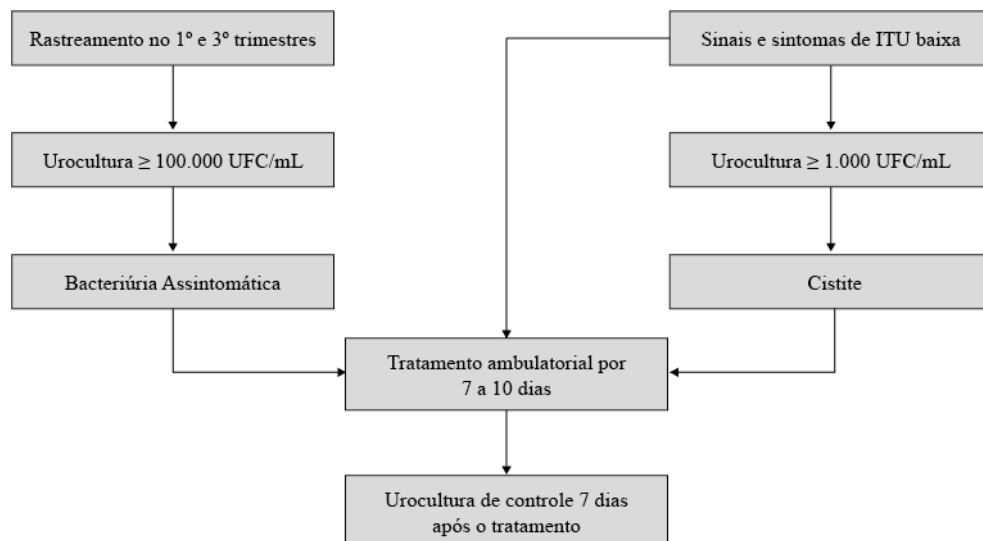 Rastreamento no 1º e 3º trimestres
Sinais e sintomas de ITU baixa
Urocultura ≥ 100.000 UFC/mL
Urocultura ≥ 1.000 UFC/mL
Bacteriúria Assintomática
Cistite
Tratamento ambulatorial por
7 a 10 dias
Urocultura de controle 7 dias
após o tratamento